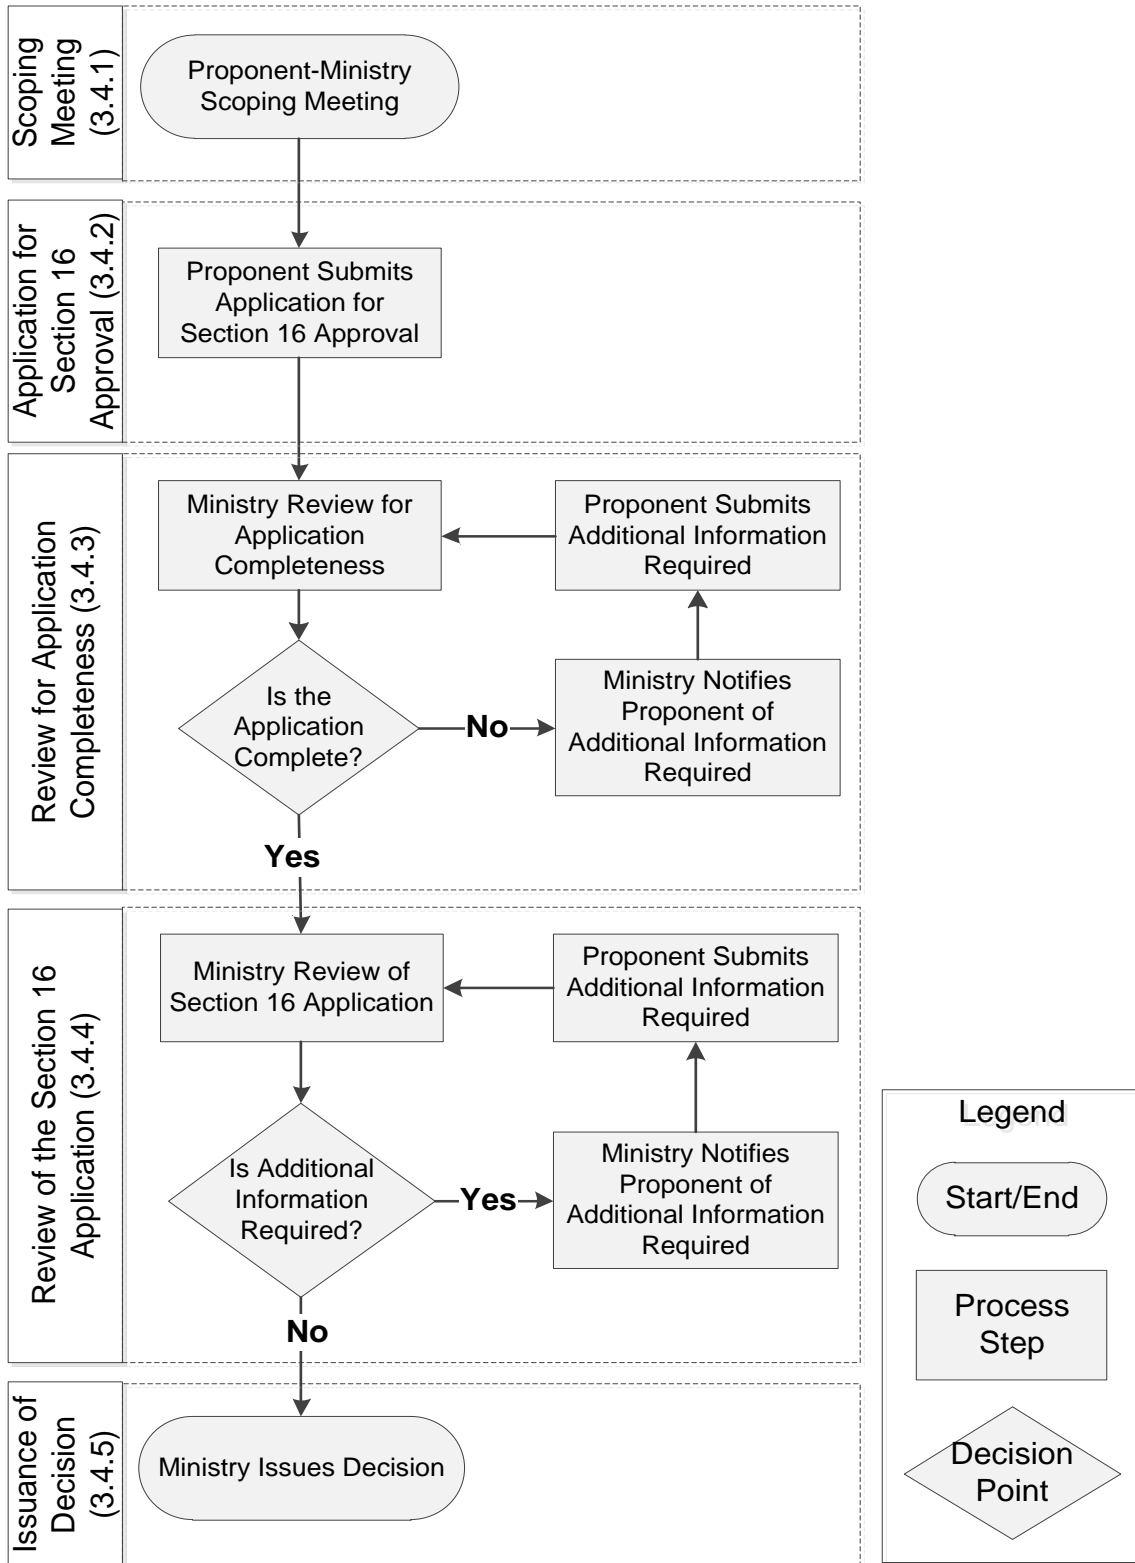 Scoping
Meeting
(3.4.1)
Proponent-Ministry
Scoping Meeting
Application for
Section 16
Approval (3.4.2)
Proponent Submits
Application for
Section 16 Approval
Review for Application
Completeness (3.4.3)
Ministry Review for
Application
Completeness
Proponent Submits
Additional Information
Required
Is the
Application
Complete?
No
Ministry Notifies
Proponent of
Additional Information
Required
Yes
Review of the Section 16
Application (3.4.4)
Ministry Review of
Section 16 Application
Proponent Submits
Additional Information
Required
Is Additional
Information
Required?
Yes
Ministry Notifies
Proponent of
Additional Information
Required
No
Issuance of
Decision
(3.4.5)
Ministry Issues Decision
Legend
Start/End
Process
Step
Decision
Point